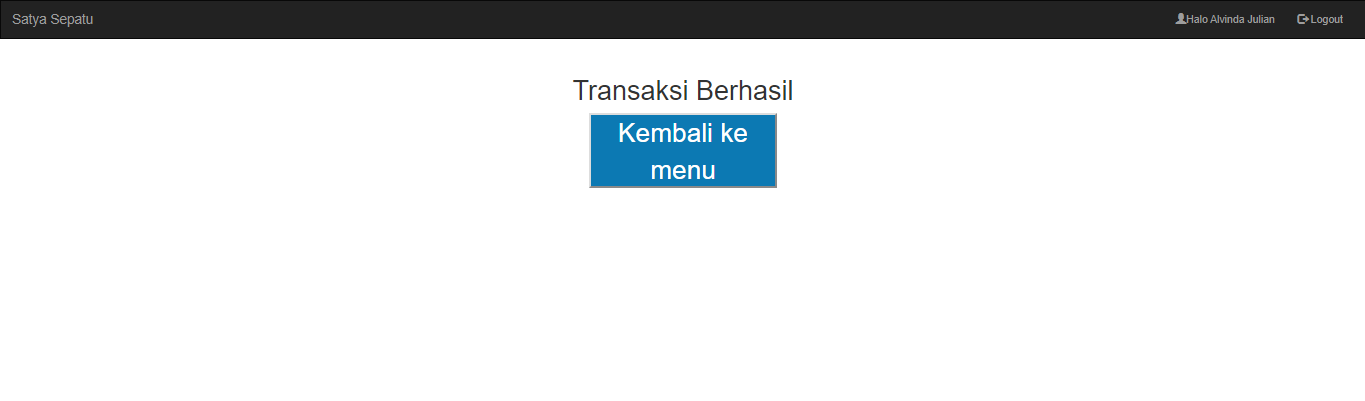 Satya Sepatu
Halo Alvinda Julian
Logout
Transaksi Berhasil
Kembali ke
menu